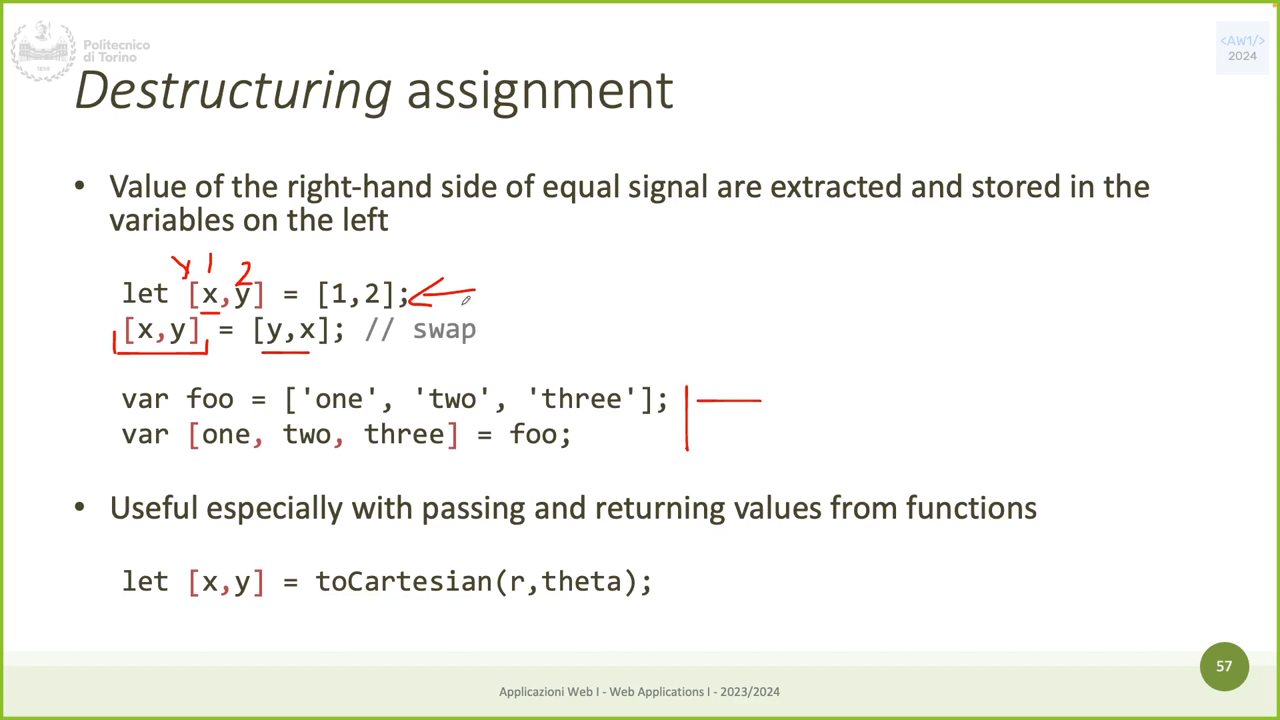 Politecnico
di Torino
1859
<AW1/>
2024
Destructuring assignment
• Value of the right-hand side of equal signal are extracted and stored in the
variables on the left
y 1 2
let [x,y] = [1,2];
[x,y] = [y,x]; // swap
var foo = ['one', 'two', 'three'];
var [one, two, three] = foo;
• Useful especially with passing and returning values from functions
let [x,y] = toCartesian(r,theta);
57
Applicazioni Web I - Web Applications I - 2023/2024